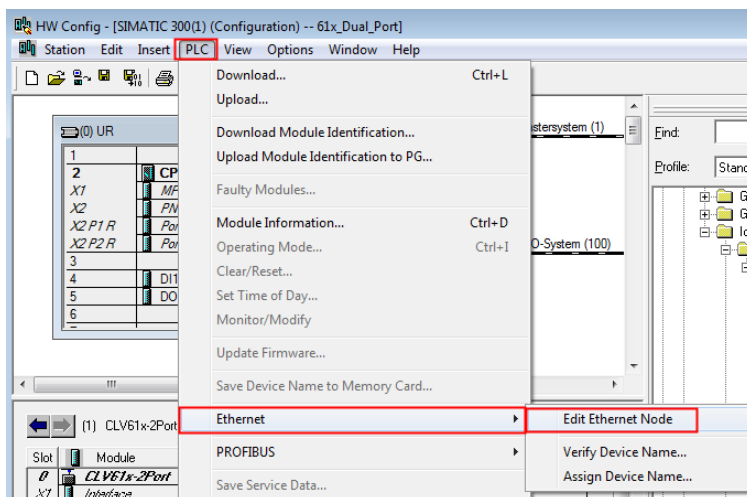 HW Config - [SIMATIC 300(1) (Configuration) -- 61x_Dual_Port]
Station Edit Insert PLC View Options Window Help
Download... Ctrl+L
Upload...
Download Module Identification...
Upload Module Identification to PG...
Faulty Modules...
Module Information... Ctrl+D
Operating Mode... Ctrl+I
Clear/Reset...
Set Time of Day...
Monitor/Modify
Update Firmware...
Save Device Name to Memory Card...
Ethernet
PROFIBUS
Save Service Data...
Edit Ethernet Node
Verify Device Name...
Assign Device Name...
(0) UR
1
2 CP
X1 MP
X2 PN
X2 P1 R Por
X2 P2 R Por
3
4 DI1
5 DO
6
stersystem (1)
O-System (100)
Find:
Profile: Stand
G
G
(1) CLV61x-2Port
Slot Module
0 CLV61x-2Port
X1 Interface